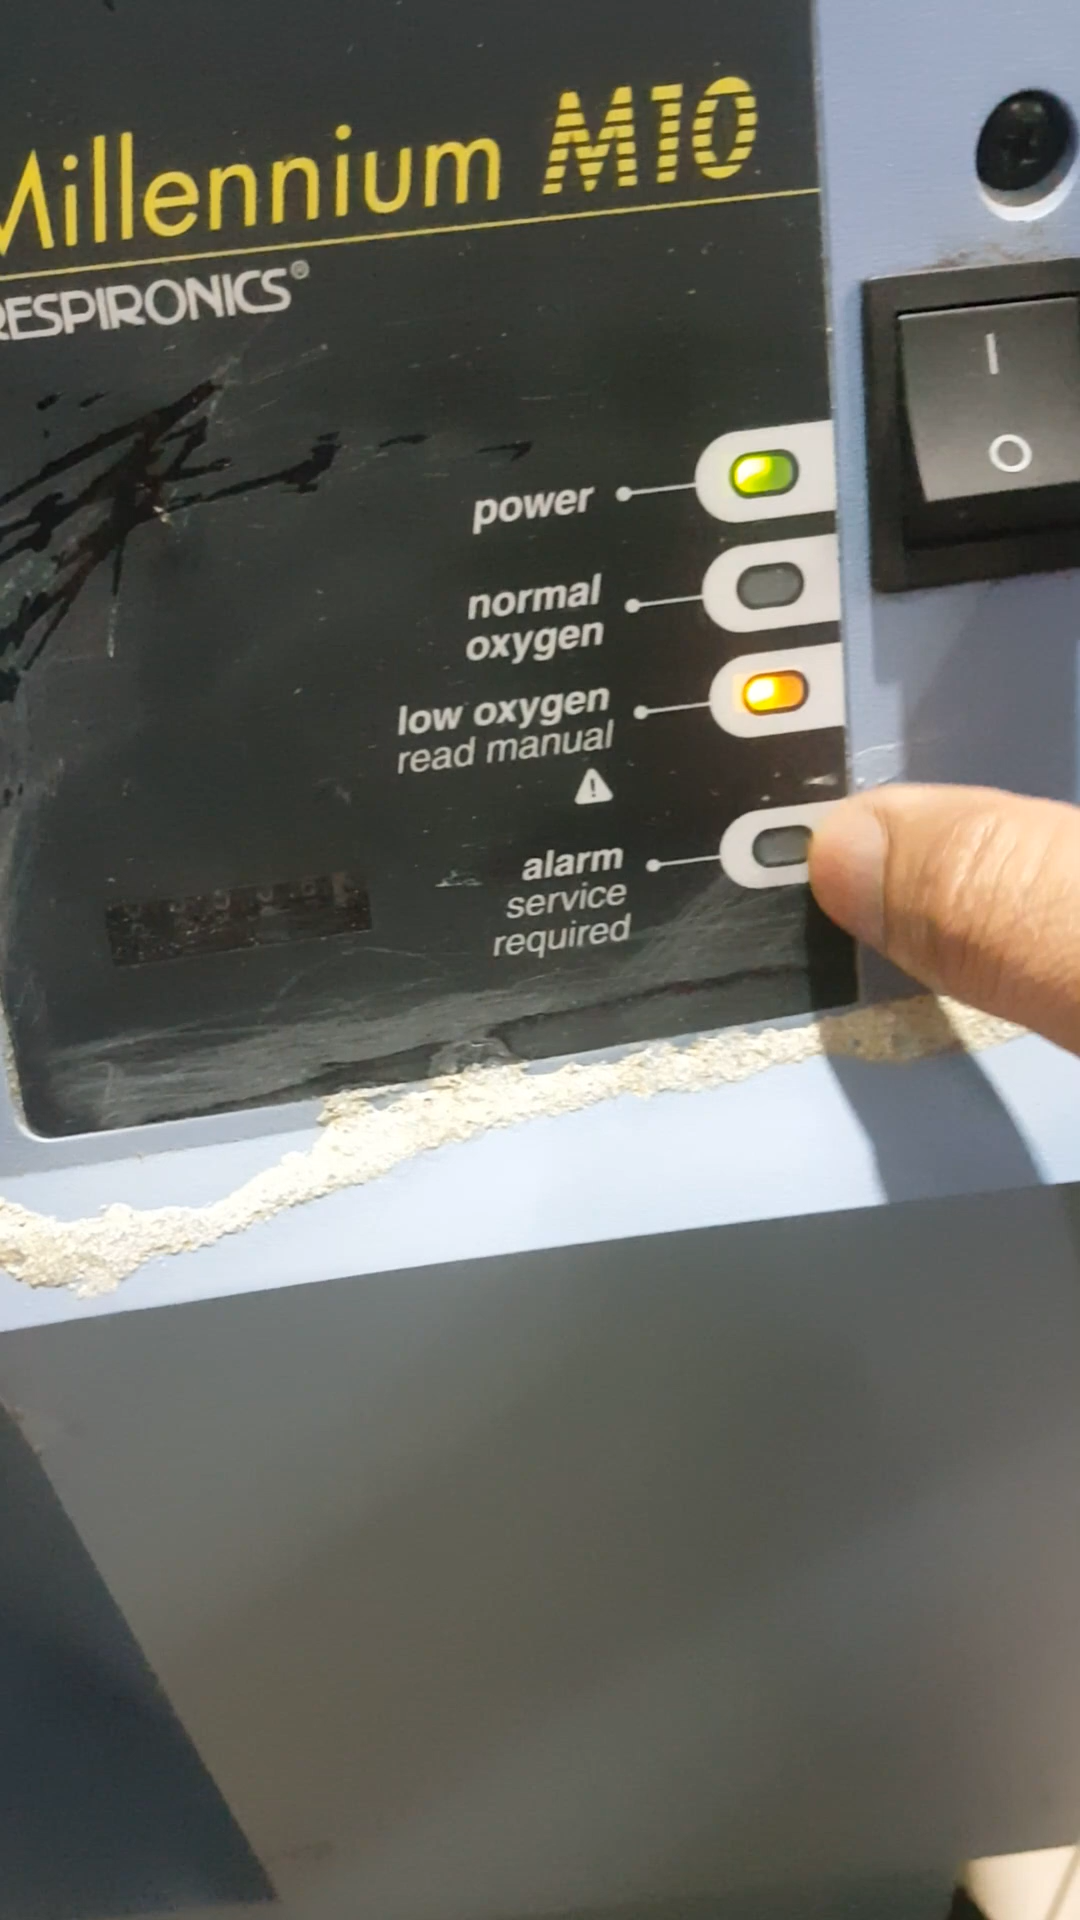 Millennium M10
RESPIRONICS®
power
normal
oxygen
low oxygen
read manual
alarm
service
required